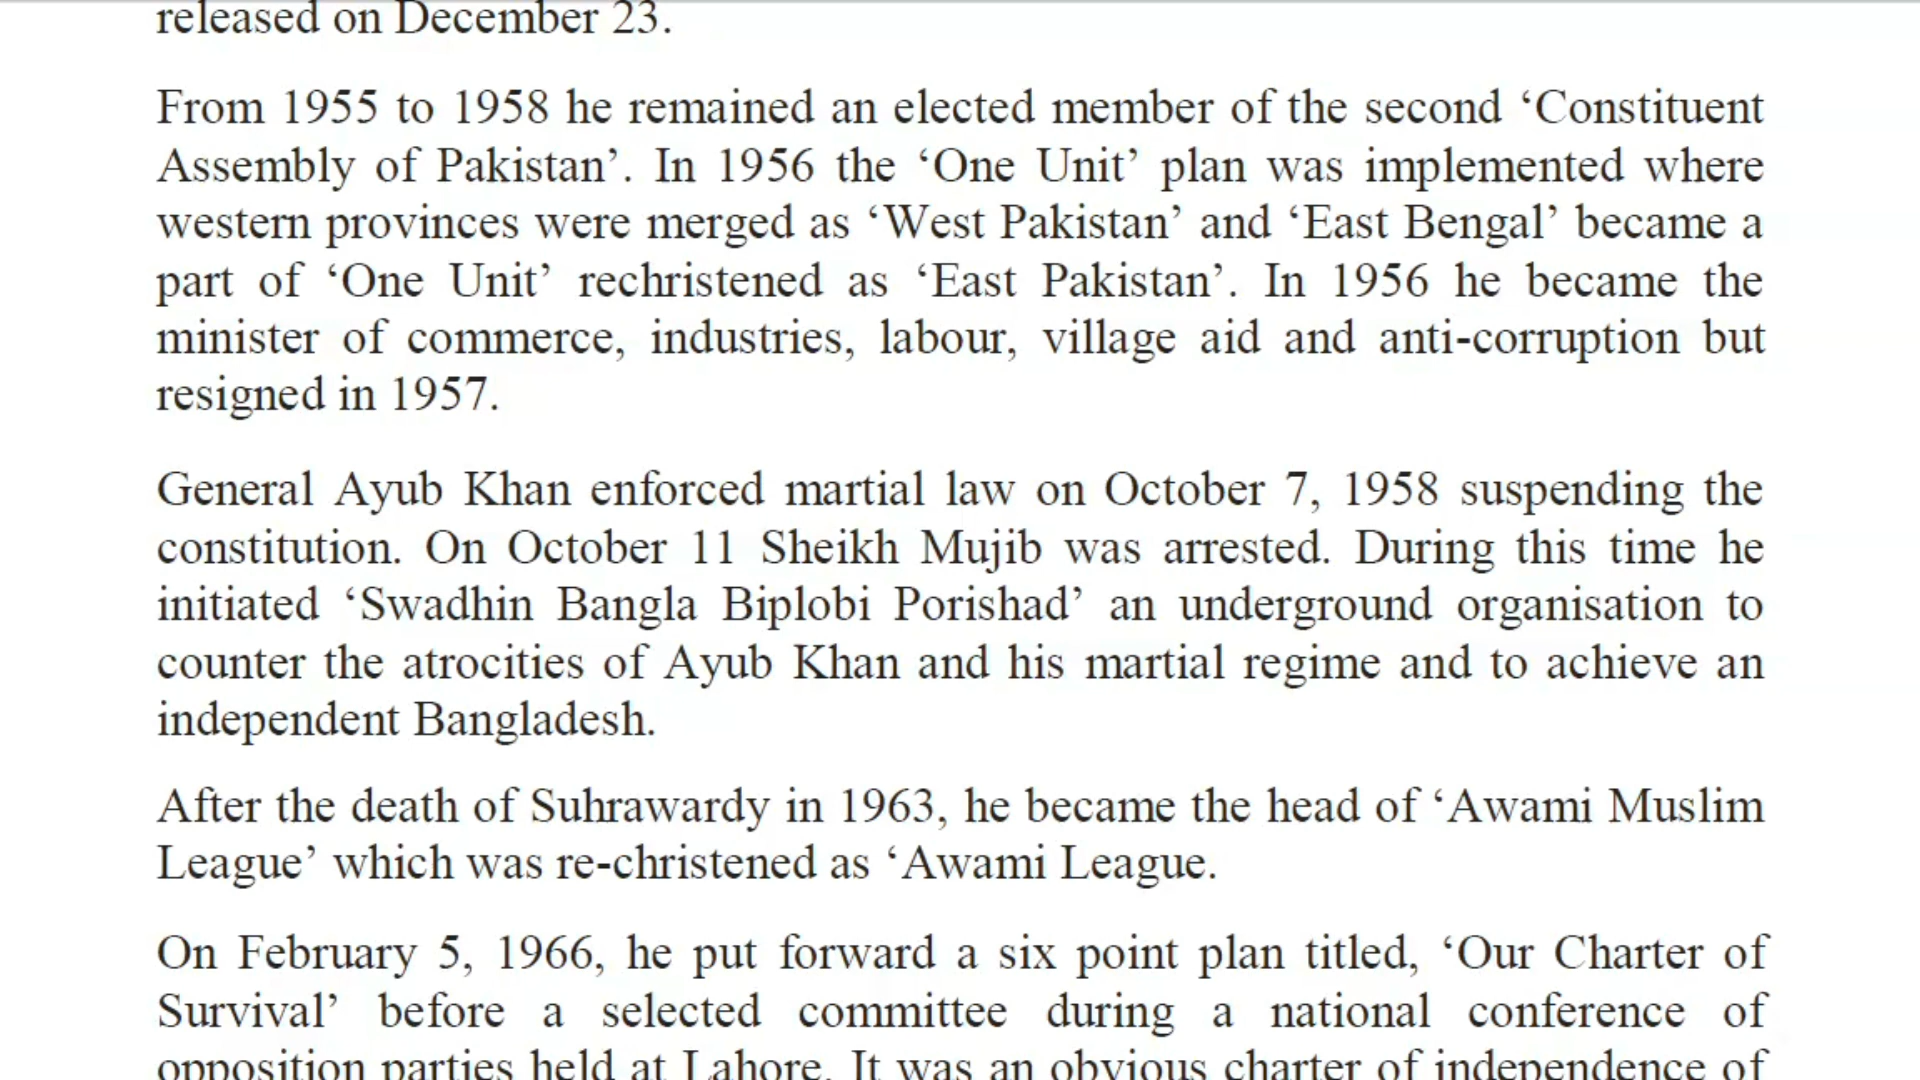 released on December 23.
From 1955 to 1958 he remained an elected member of the second ‘Constituent
Assembly of Pakistan’. In 1956 the ‘One Unit’ plan was implemented where
western provinces were merged as ‘West Pakistan’ and ‘East Bengal’ became a
part of ‘One Unit’ rechristened as ‘East Pakistan’. In 1956 he became the
minister of commerce, industries, labour, village aid and anti-corruption but
resigned in 1957.
General Ayub Khan enforced martial law on October 7, 1958 suspending the
constitution. On October 11 Sheikh Mujib was arrested. During this time he
initiated ‘Swadhin Bangla Biplobi Porishad’ an underground organisation to
counter the atrocities of Ayub Khan and his martial regime and to achieve an
independent Bangladesh.
After the death of Suhrawardy in 1963, he became the head of ‘Awami Muslim
League’ which was re-christened as ‘Awami League.
On February 5, 1966, he put forward a six point plan titled, ‘Our Charter of
Survival’ before a selected committee during a national conference of
opposition parties held at Lahore. It was an obvious charter of independence of